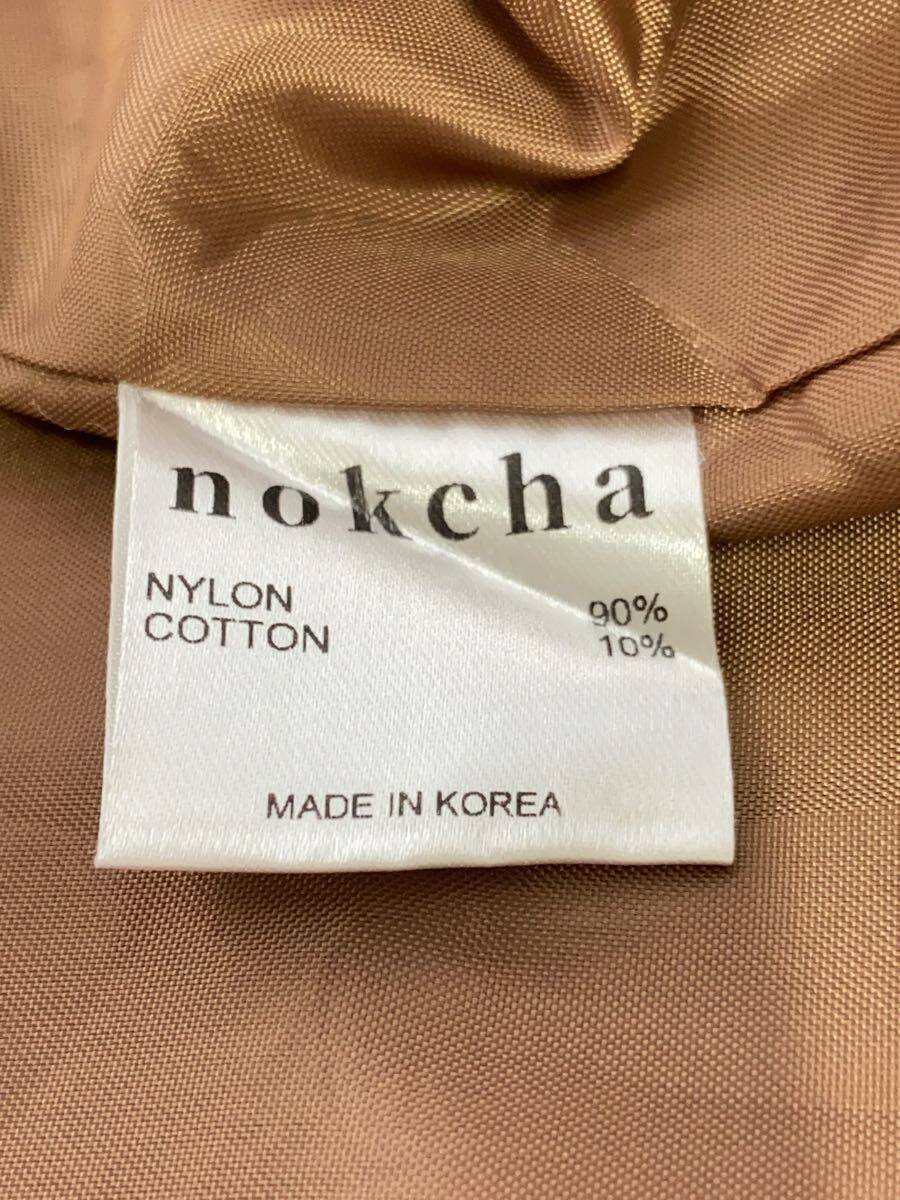 nokcha
NYLON 90%
COTTON 10%
MADE IN KOREA